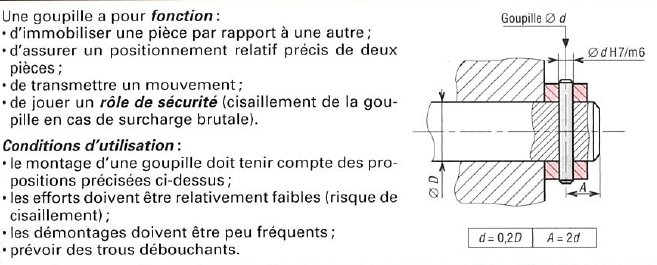 Une goupille a pour fonction :
• d'immobiliser une pièce par rapport à une autre ;
• d'assurer un positionnement relatif précis de deux
pièces ;
• de transmettre un mouvement ;
• de jouer un rôle de sécurité (cisaillement de la gou-
pille en cas de surcharge brutale).
Conditions d'utilisation :
• le montage d'une goupille doit tenir compte des pro-
positions précisées ci-dessus ;
• les efforts doivent être relativement faibles (risque de
cisaillement) ;
• les démontages doivent être peu fréquents ;
• prévoir des trous débouchants.
Goupille Ø d
Ø d H7/m6
Ø D
A
d = 0,2D
A = 2d